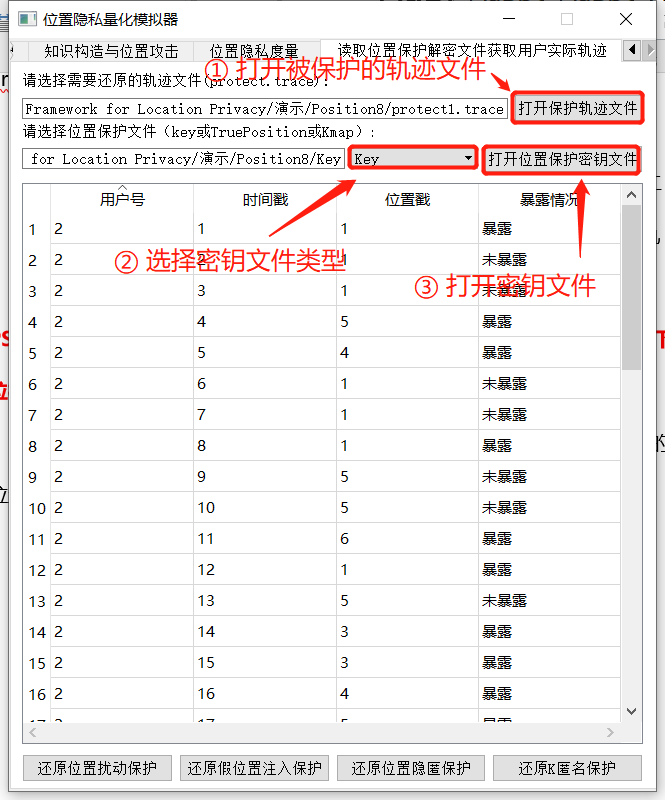 位置隐私量化模拟器
知识构造与位置攻击 位置隐私度量 读取位置保护解密文件获取用户实际轨迹
① 打开被保护的轨迹文件
请选择需要还原的轨迹文件(protect.trace):
Framework for Location Privacy/演示/Position8/protect1.trace 打开保护轨迹文件
请选择位置保护文件（key或TruePosition或Kmap）:
for Location Privacy/演示/Position8/Key Key 打开位置保护密钥文件
用户号 时间戳 位置戳 暴露情况
1 2 1 1 暴露
2 2 2 1 未暴露
② 选择密钥文件类型
③ 打开密钥文件
3 2 3 1 未暴露
4 2 4 5 暴露
5 2 5 4 暴露
6 2 6 1 未暴露
7 2 7 1 未暴露
8 2 8 1 暴露
9 2 9 5 未暴露
10 2 10 5 未暴露
11 2 11 6 暴露
12 2 12 1 暴露
13 2 13 5 未暴露
14 2 14 3 暴露
15 2 15 3 暴露
16 2 16 4 暴露
17 2 17 5 暴露
还原位置扰动保护 还原假位置注入保护 还原位置隐匿保护 还原K匿名保护